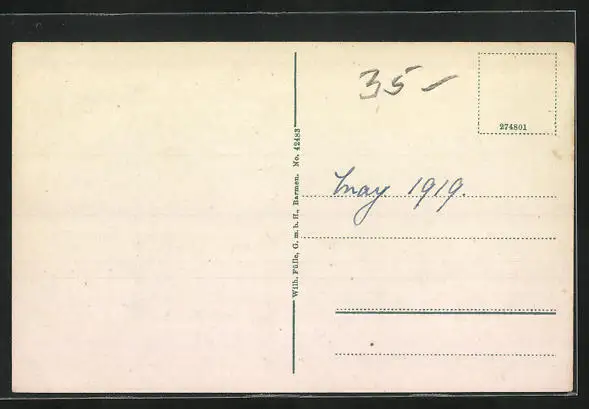 35-
274801
May 1919.
Wilh. Fülle, G. m. b. H., Barmen. No. 42483